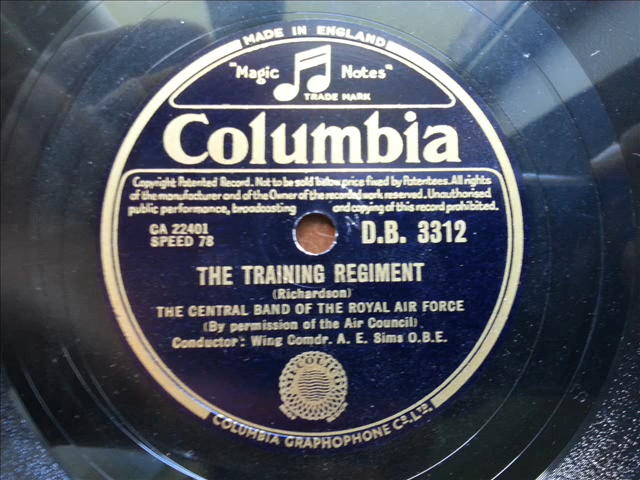 MADE IN ENGLAND
"Magic Notes"
TRADE MARK
Columbia
Copyright Patented Record. Not to be sold below price fixed by Patentees. All rights
of the manufacturer and of the Owner of the recorded work reserved. Unauthorised
public performance, broadcasting and copying of this record prohibited.
CA 22401
SPEED 78
D.B. 3312
THE TRAINING REGIMENT
(Richardson)
THE CENTRAL BAND OF THE ROYAL AIR FORCE
(By permission of the Air Council)
Conductor: Wing Comdr. A. E. Sims O.B.E.
COLUMBIA GRAPHOPHONE CO. LTD.